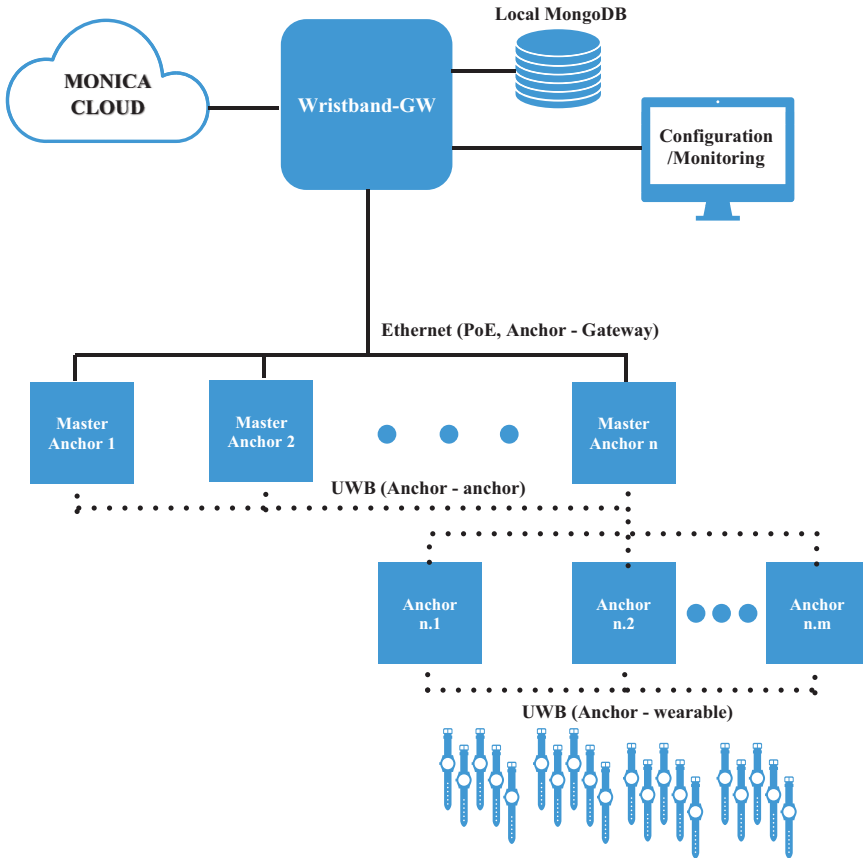 Local MongoDB
MONICA
CLOUD
Wristband-GW
Configuration
/Monitoring
Ethernet (PoE, Anchor - Gateway)
Master
Anchor 1
Master
Anchor 2
Master
Anchor n
UWB (Anchor - anchor)
Anchor
n.1
Anchor
n.2
Anchor
n.m
UWB (Anchor - wearable)